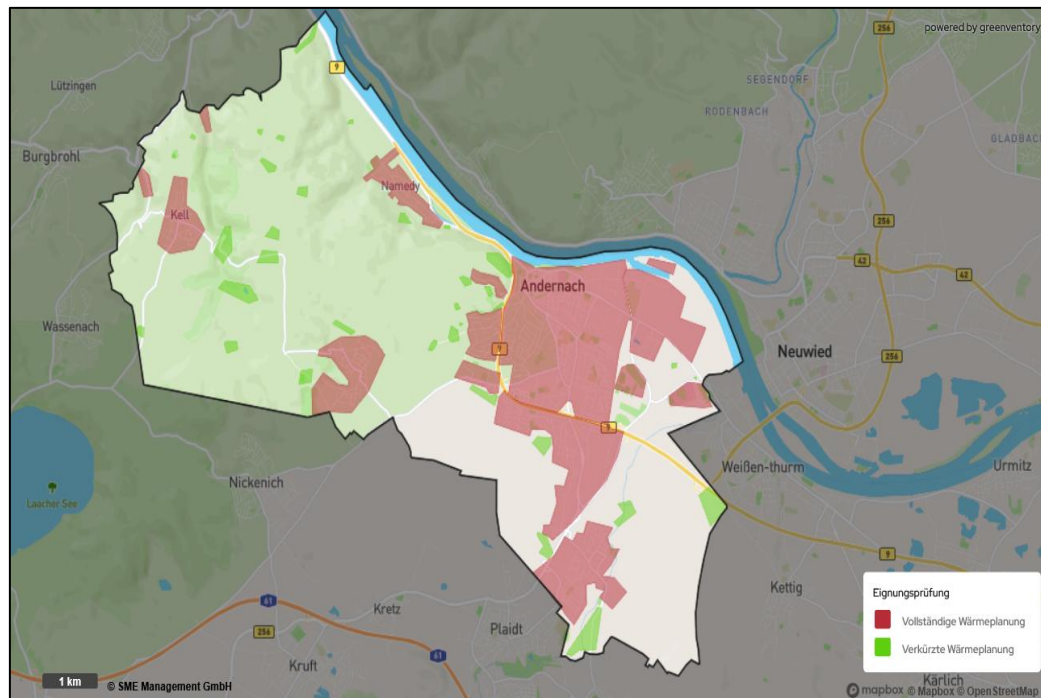 powered by greenventory
256
9
Lützingen
SEGENDORF
RODENBACH
GLADBACH
Burgbrohl
Namedy
Kell
256
42
42
Andernach
Wassenach
Neuwied
9
256
9
Weißen-thurm
Urmitz
Nickenich
Laacher See
9
Kettig
Eignungsprüfung
Vollständige Wärmeplanung
Verkürzte Wärmeplanung
61
Kretz
256
Plaidt
61
Kruft
Kärlich
1 km
© SME Management GmbH
mapbox © Mapbox © OpenStreetMap